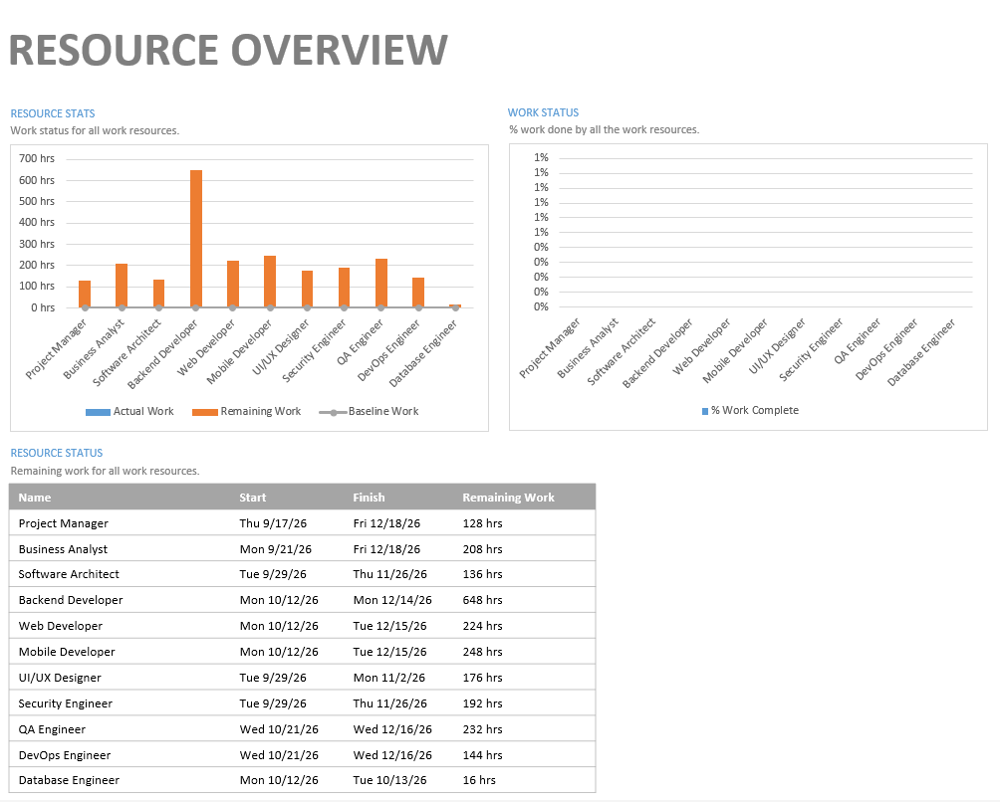 RESOURCE OVERVIEW
RESOURCE STATS
Work status for all work resources.
700 hrs
600 hrs
500 hrs
400 hrs
300 hrs
200 hrs
100 hrs
0 hrs
Project Manager
Business Analyst
Software Architect
Backend Developer
Web Developer
Mobile Developer
UI/UX Designer
Security Engineer
QA Engineer
DevOps Engineer
Database Engineer
Actual Work Remaining Work Baseline Work
WORK STATUS
% work done by all the work resources.
1%
1%
1%
1%
1%
1%
0%
0%
0%
0%
0%
Project Manager
Business Analyst
Software Architect
Backend Developer
Web Developer
Mobile Developer
UI/UX Designer
Security Engineer
QA Engineer
DevOps Engineer
Database Engineer
% Work Complete
RESOURCE STATUS
Remaining work for all work resources.
Name Start Finish Remaining Work
Project Manager Thu 9/17/26 Fri 12/18/26 128 hrs
Business Analyst Mon 9/21/26 Fri 12/18/26 208 hrs
Software Architect Tue 9/29/26 Thu 11/26/26 136 hrs
Backend Developer Mon 10/12/26 Mon 12/14/26 648 hrs
Web Developer Mon 10/12/26 Tue 12/15/26 224 hrs
Mobile Developer Mon 10/12/26 Tue 12/15/26 248 hrs
UI/UX Designer Tue 9/29/26 Mon 11/2/26 176 hrs
Security Engineer Tue 9/29/26 Thu 11/26/26 192 hrs
QA Engineer Wed 10/21/26 Wed 12/16/26 232 hrs
DevOps Engineer Wed 10/21/26 Wed 12/16/26 144 hrs
Database Engineer Mon 10/12/26 Tue 10/13/26 16 hrs